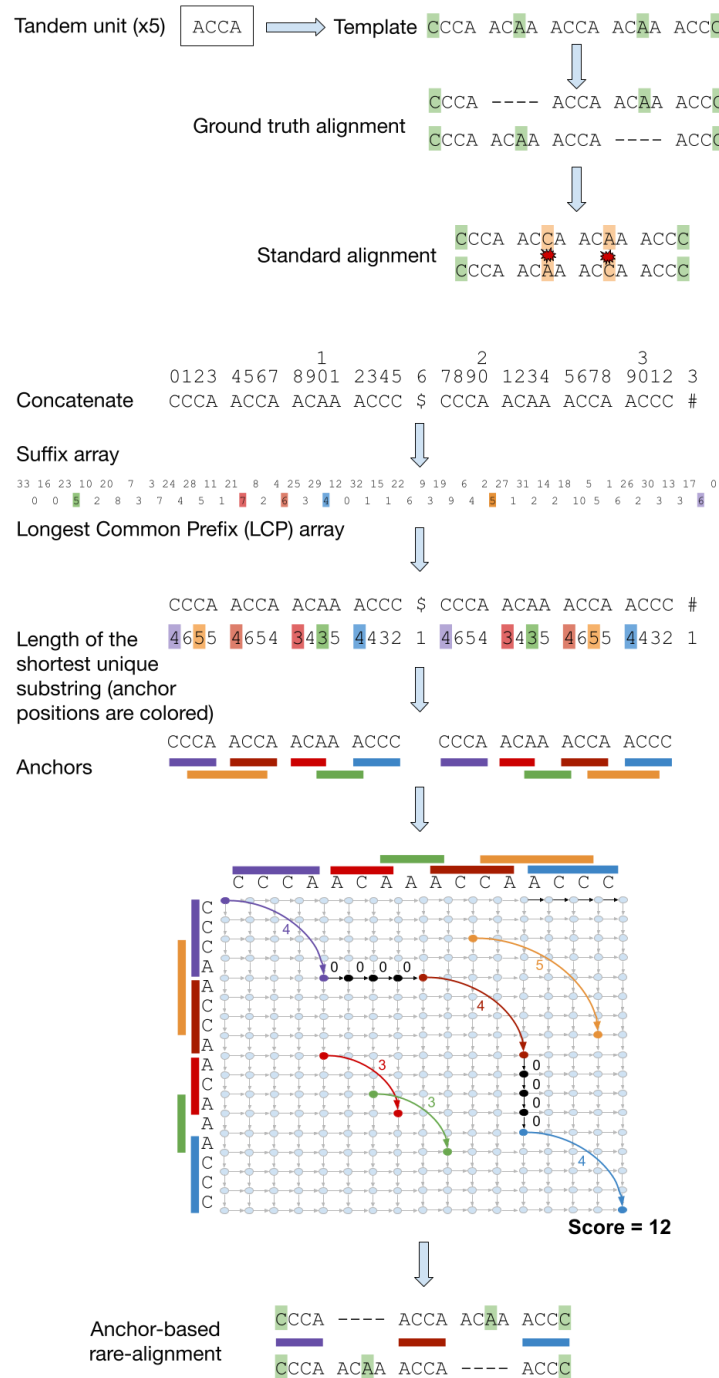 Tandem unit (x5) ACCA Template CCCA ACAA ACCA ACAA ACCC
CCCA ---- ACCA ACAA ACCC
Ground truth alignment
CCCA ACAA ACCA ---- ACCC
CCCA ACCA ACAA ACCC
Standard alignment
CCCA ACAA ACCA ACCC
1 2 3
0123 4567 8901 2345 6 7890 1234 5678 9012 3
Concatenate CCCA ACCA ACAA ACCC $ CCCA ACAA ACCA ACCC #
Suffix array
33 16 23 10 20 7 3 24 28 11 21 8 4 25 29 12 32 15 22 9 27 31 14 18 5 1 26 30 13 17 0
0 0 5 2 8 3 7 4 5 1 7 6 4 0 1 1 6 3 9 4 2 5 1 2 2 10 5 6 2 3 3 6
Longest Common Prefix (LCP) array
CCCA ACCA ACAA ACCC $ CCCA ACAA ACCA ACCC #
4655 4654 3435 4432 1 4654 3435 4655 4432 1
Length of the
shortest unique
substring (anchor
positions are colored)
CCCA ACCA ACAA ACCC CCCA ACAA ACCA ACCC
Anchors
C C C A A C A A A C C A A C C C
C
C
C
A
A
C
C
A
A
C
A
A
A
C
C
C
4
0 0 0 0
5
4
0
0
0
0
3
3
4
Score = 12
CCCA ---- ACCA ACAA ACCC
Anchor-based
rare-alignment
CCCA ACAA ACCA ---- ACCC